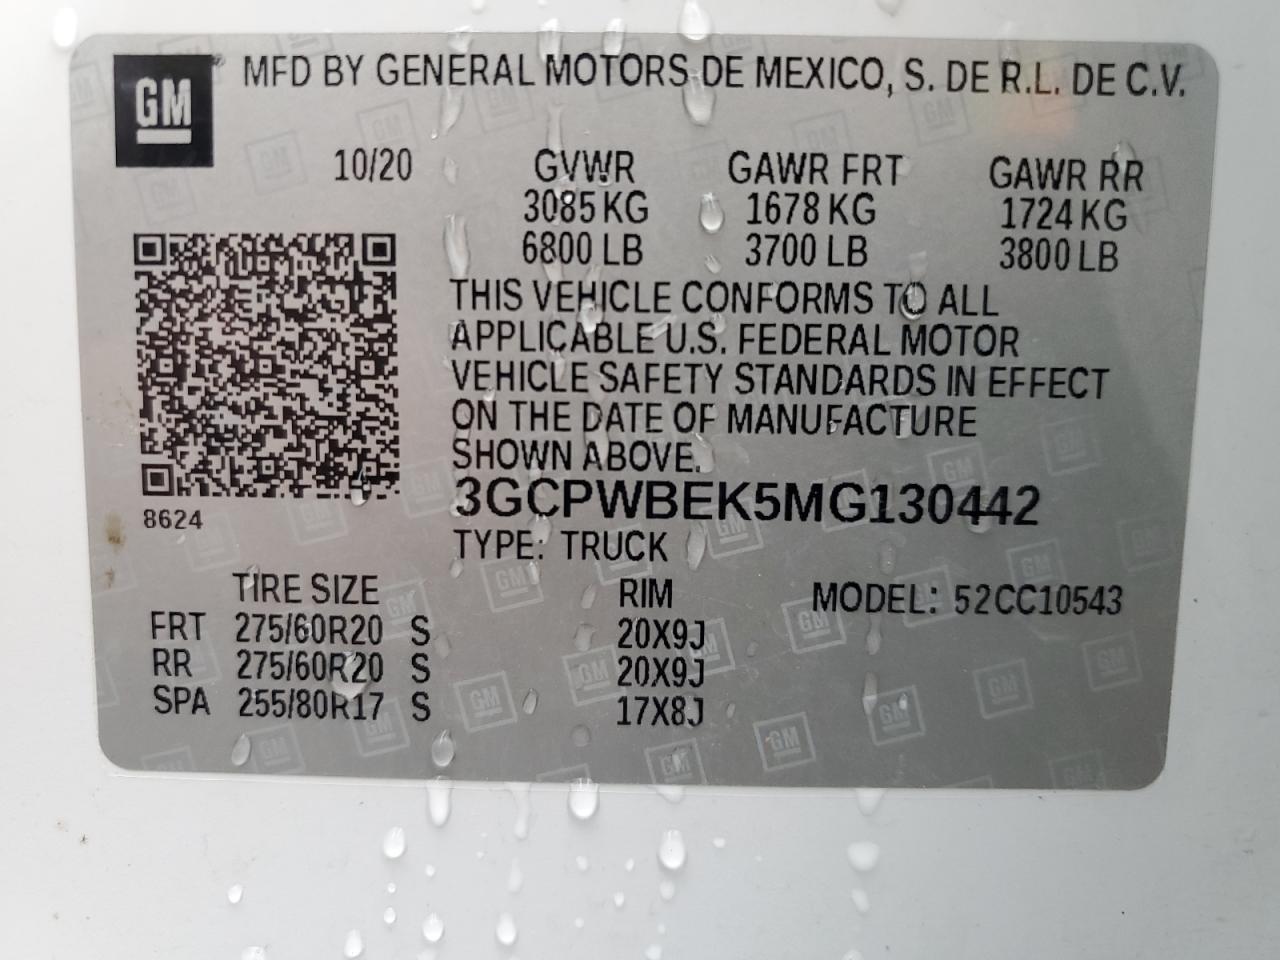 GM MFD BY GENERAL MOTORS DE MEXICO, S. DE R.L. DE C.V.
10/20 GVWR GAWR FRT GAWR RR
3085 KG 1678 KG 1724 KG
6800 LB 3700 LB 3800 LB
THIS VEHICLE CONFORMS TO ALL
APPLICABLE U.S. FEDERAL MOTOR
VEHICLE SAFETY STANDARDS IN EFFECT
ON THE DATE OF MANUFACTURE
SHOWN ABOVE.
3GCPWBEK5MG130442
8624
TYPE: TRUCK
TIRE SIZE RIM MODEL: 52CC10543
FRT 275/60R20 S 20X9J
RR 275/60R20 S 20X9J
SPA 255/80R17 S 17X8J